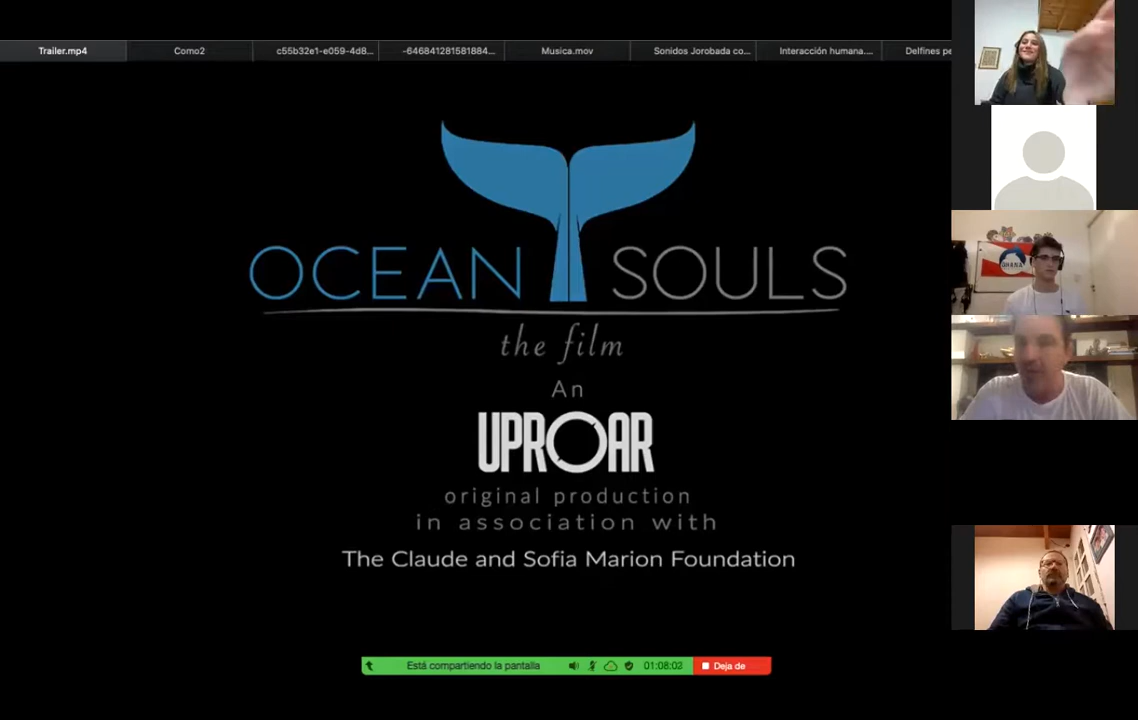 Trailer.mp4
Como2
c55b32e1-e059-4d8...
-646841281581884...
Musica.mov
Sonidos Jorobada co...
Interacción humana....
Delfines pe
OCEAN SOULS
the film
An
UPROAR
original production
in association with
The Claude and Sofia Marion Foundation
OHANA
Está compartiendo la pantalla
01:08:03
Deja de